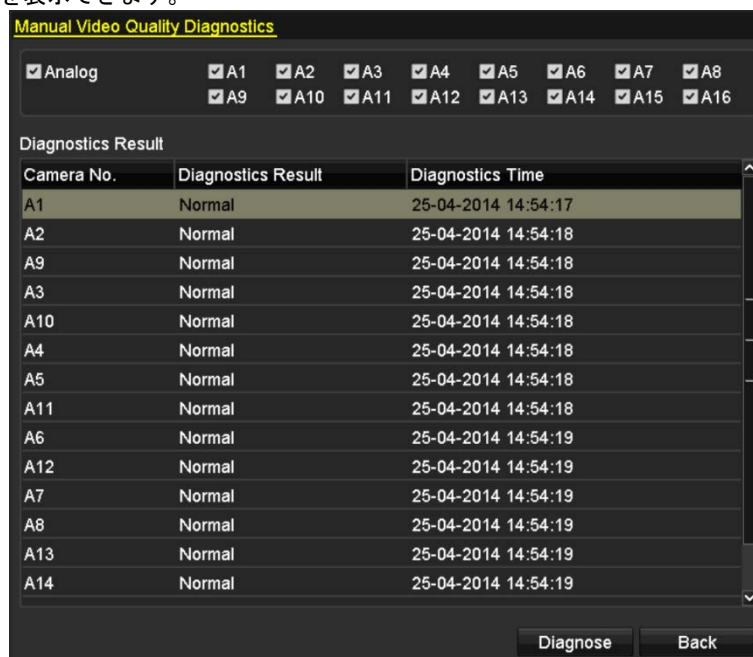 を表示できます。
Manual Video Quality Diagnostics
Analog A1 A2 A3 A4 A5 A6 A7 A8
A9 A10 A11 A12 A13 A14 A15 A16
Diagnostics Result
Camera No. Diagnostics Result Diagnostics Time
A1 Normal 25-04-2014 14:54:17
A2 Normal 25-04-2014 14:54:18
A9 Normal 25-04-2014 14:54:18
A3 Normal 25-04-2014 14:54:18
A10 Normal 25-04-2014 14:54:18
A4 Normal 25-04-2014 14:54:18
A5 Normal 25-04-2014 14:54:18
A11 Normal 25-04-2014 14:54:18
A6 Normal 25-04-2014 14:54:19
A12 Normal 25-04-2014 14:54:19
A7 Normal 25-04-2014 14:54:19
A8 Normal 25-04-2014 14:54:19
A13 Normal 25-04-2014 14:54:19
A14 Normal 25-04-2014 14:54:19
Diagnose Back